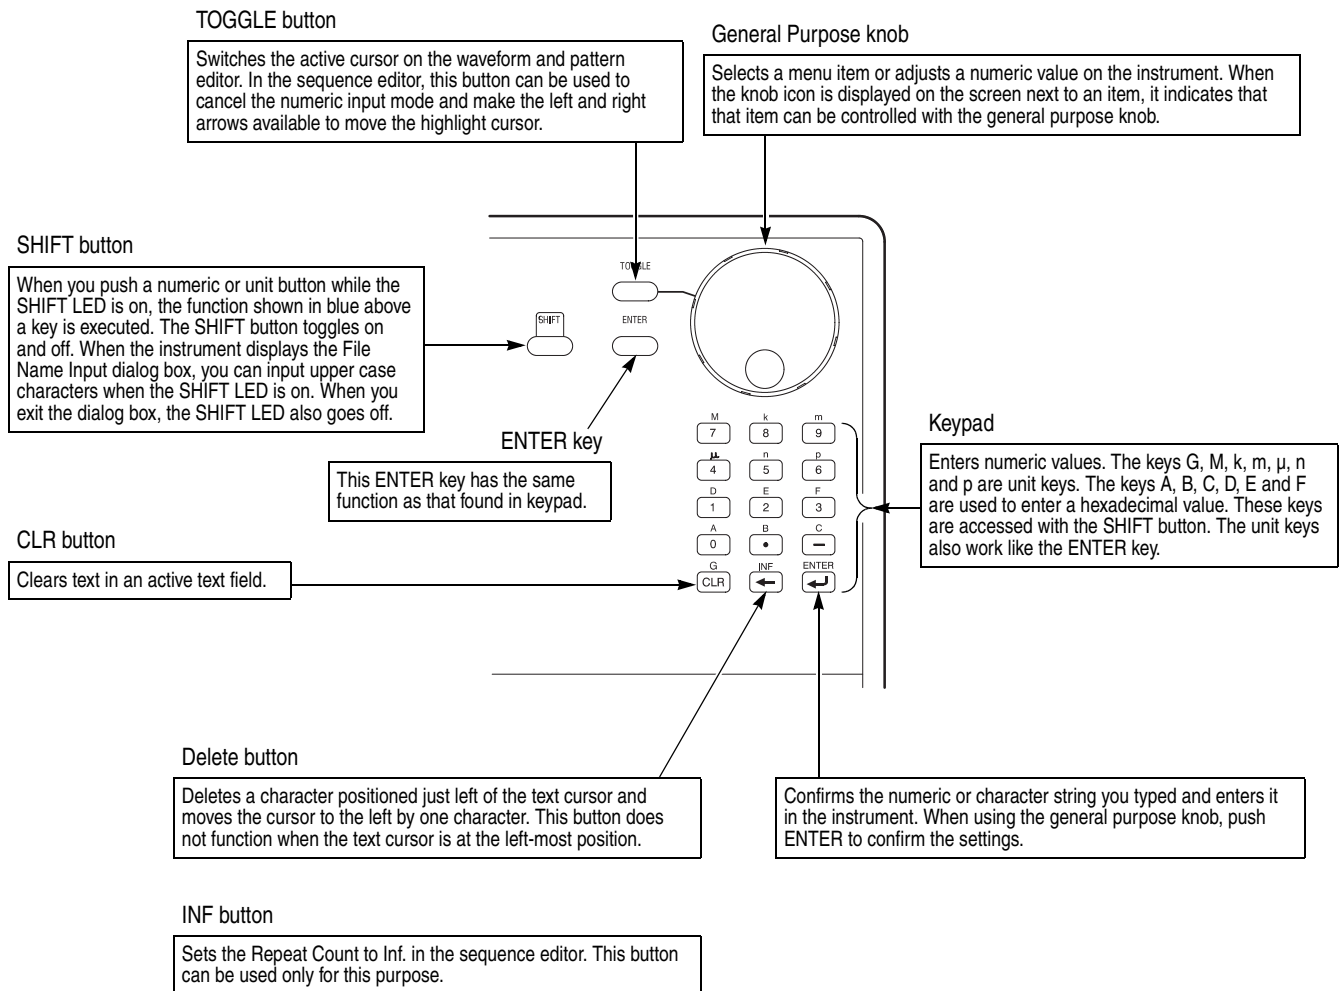 TOGGLE button
Switches the active cursor on the waveform and pattern
editor. In the sequence editor, this button can be used to
cancel the numeric input mode and make the left and right
arrows available to move the highlight cursor.
General Purpose knob
Selects a menu item or adjusts a numeric value on the instrument. When
the knob icon is displayed on the screen next to an item, it indicates that
that item can be controlled with the general purpose knob.
SHIFT button
When you push a numeric or unit button while the
SHIFT LED is on, the function shown in blue above
a key is executed. The SHIFT button toggles on
and off. When the instrument displays the File
Name Input dialog box, you can input upper case
characters when the SHIFT LED is on. When you
exit the dialog box, the SHIFT LED also goes off.
TOGGLE
SHIFT
ENTER
ENTER key
This ENTER key has the same
function as that found in keypad.
M k m
7 8 9
µ n p
4 5 6
D E F
1 2 3
A B C
0 • —
G INF ENTER
CLR ← ↵
Keypad
Enters numeric values. The keys G, M, k, m, µ, n
and p are unit keys. The keys A, B, C, D, E and F
are used to enter a hexadecimal value. These keys
are accessed with the SHIFT button. The unit keys
also work like the ENTER key.
CLR button
Clears text in an active text field.
Delete button
Deletes a character positioned just left of the text cursor and
moves the cursor to the left by one character. This button does
not function when the text cursor is at the left-most position.
Confirms the numeric or character string you typed and enters it
in the instrument. When using the general purpose knob, push
ENTER to confirm the settings.
INF button
Sets the Repeat Count to Inf. in the sequence editor. This button
can be used only for this purpose.